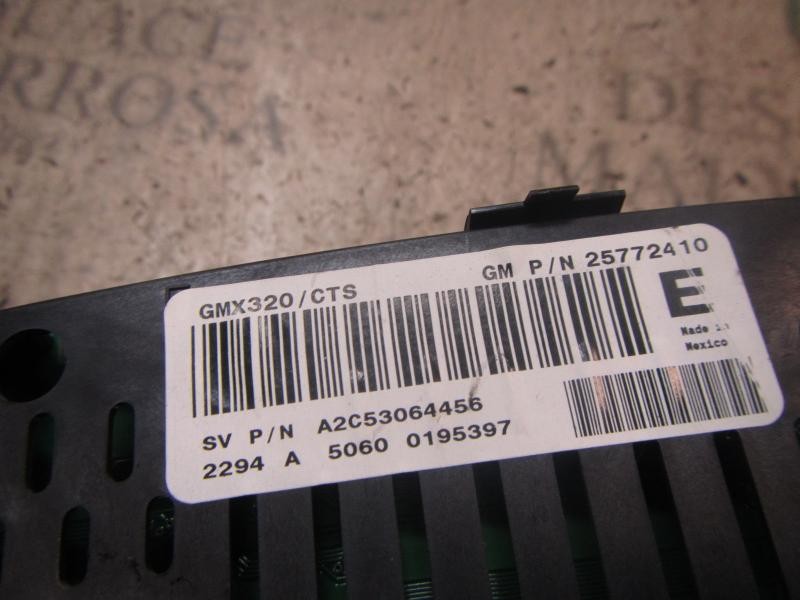 GMX320/CTS GM P/N 25772410
E
Made in
Mexico
SV P/N A2C53064456
2294 A 5060 0195397